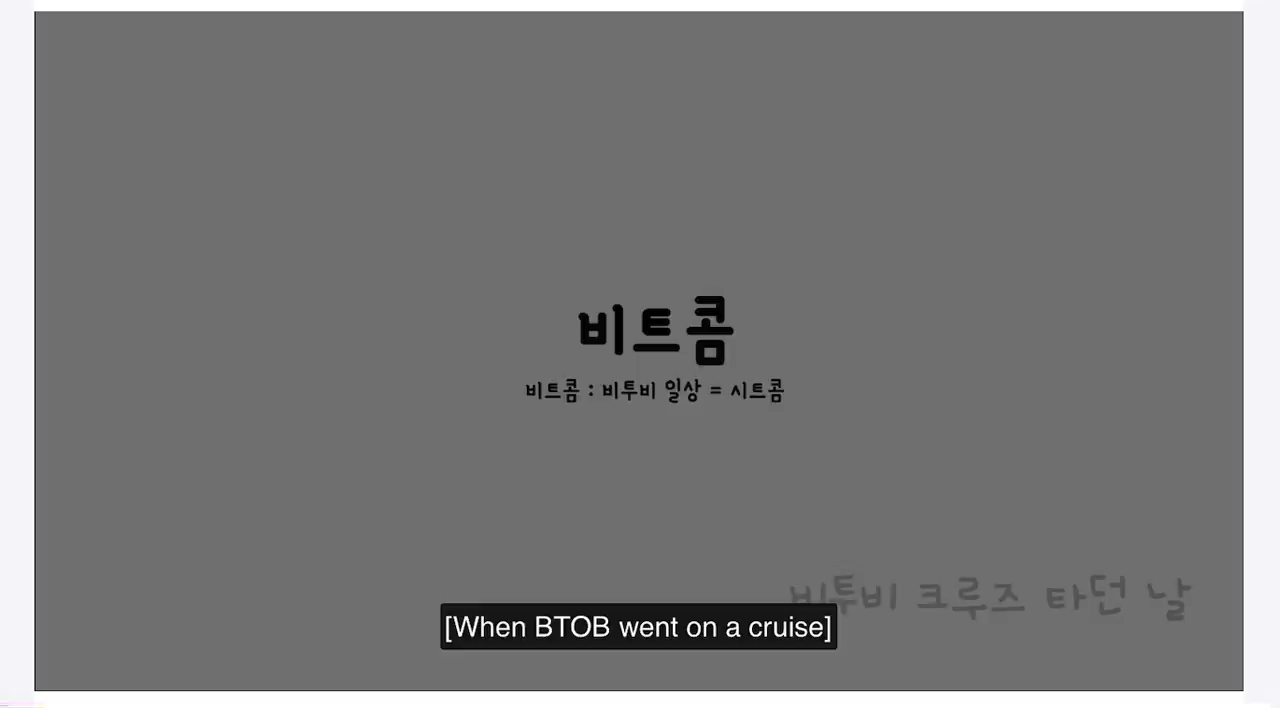 비트콤
비트콤 : 비투비 일상 = 시트콤
비투비 크루즈 타던 날
[When BTOB went on a cruise]